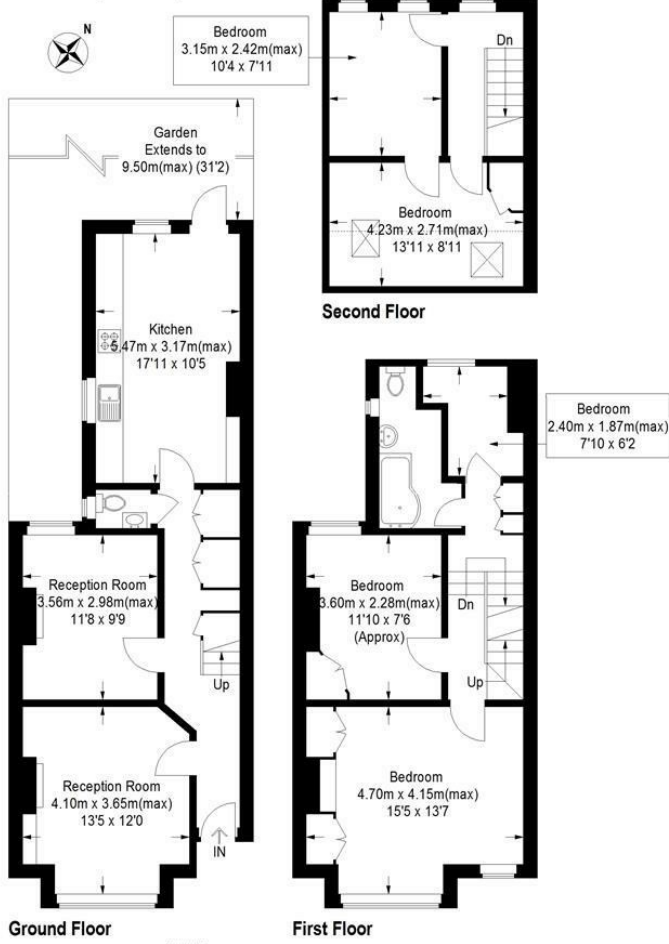 N
Bedroom
3.15m x 2.42m(max)
10'4 x 7'11
Dn
Garden
Extends to
9.50m(max) (31'2)
Bedroom
4.23m x 2.71m(max)
13'11 x 8'11
Second Floor
Kitchen
5.47m x 3.17m(max)
17'11 x 10'5
Bedroom
2.40m x 1.87m(max)
7'10 x 6'2
Reception Room
3.56m x 2.98m(max)
11'8 x 9'9
Up
Bedroom
3.60m x 2.28m(max)
11'10 x 7'6
(Approx)
Dn
Up
Reception Room
4.10m x 3.65m(max)
13'5 x 12'0
IN
Bedroom
4.70m x 4.15m(max)
15'5 x 13'7
Ground Floor
First Floor